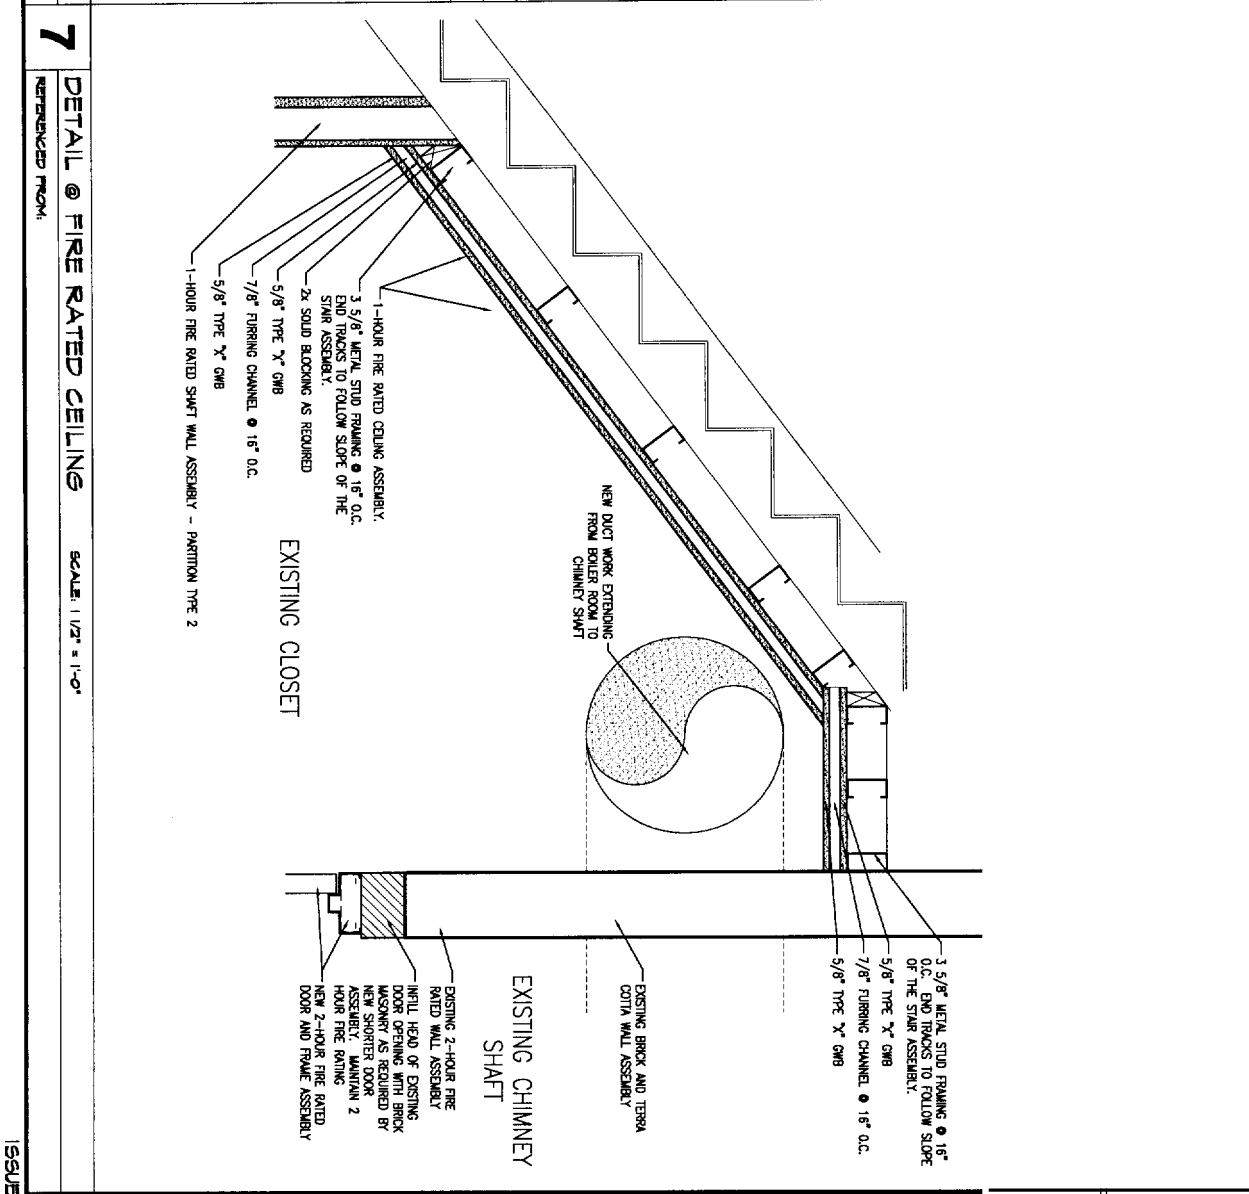 3 5/8" METAL STUD FRAMING @ 16"
O.C. END TRACKS TO FOLLOW SLOPE
OF THE STAIR ASSEMBLY.
5/8" TYPE "X" GWB
7/8" FURRING CHANNEL @ 16" O.C.
5/8" TYPE "X" GWB
EXISTING BRICK AND TERRA
COTTA WALL ASSEMBLY
NEW DUCT WORK EXTENDING
FROM BOILER ROOM TO
CHIMNEY SHAFT
EXISTING CHIMNEY
SHAFT
EXISTING 2-HOUR FIRE
RATED WALL ASSEMBLY
INFILL HEAD OF EXISTING
DOOR OPENING WITH BRICK
MASONRY AS REQUIRED BY
NEW SHORTER DOOR
ASSEMBLY. MAINTAIN 2
HOUR FIRE RATING
NEW 2-HOUR FIRE RATED
DOOR AND FRAME ASSEMBLY
1-HOUR FIRE RATED CEILING ASSEMBLY.
3 5/8" METAL STUD FRAMING @ 16" O.C.
END TRACKS TO FOLLOW SLOPE OF THE
STAIR ASSEMBLY.
2x SOLID BLOCKING AS REQUIRED
5/8" TYPE "X" GWB
7/8" FURRING CHANNEL @ 16" O.C.
5/8" TYPE "X" GWB
1-HOUR FIRE RATED SHAFT WALL ASSEMBLY - PARTITION TYPE 2
EXISTING CLOSET
7
DETAIL @ FIRE RATED CEILING
SCALE: 1 1/2" = 1'-0"
REFERENCED FROM:
ISSUE